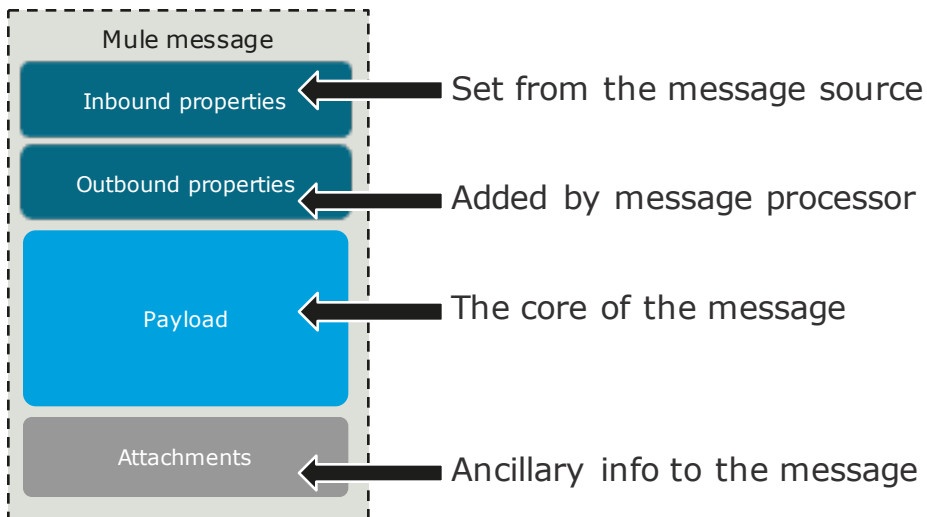 Mule message
Inbound properties
Set from the message source
Outbound properties
Added by message processor
Payload
The core of the message
Attachments
Ancillary info to the message